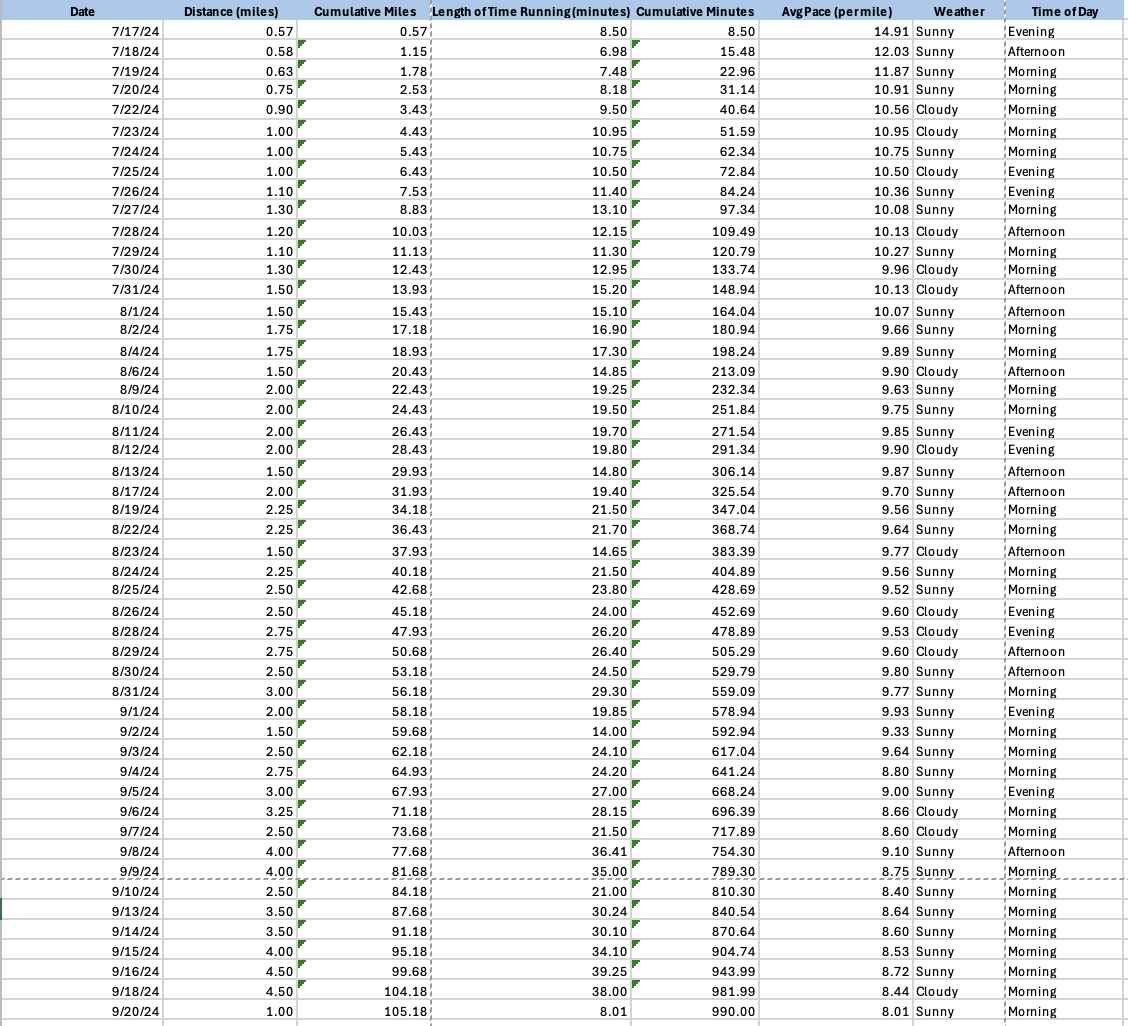 Date Distance (miles) Cumulative Miles Length of Time Running (minutes) Cumulative Minutes Avg Pace (per mile) Weather Time of Day
7/17/24 0.57 0.57 8.50 8.50 14.91 Sunny Evening
7/18/24 0.58 1.15 6.98 15.48 12.03 Sunny Afternoon
7/19/24 0.63 1.78 7.48 22.96 11.87 Sunny Morning
7/20/24 0.75 2.53 8.18 31.14 10.91 Sunny Morning
7/22/24 0.90 3.43 9.50 40.64 10.56 Cloudy Morning
7/23/24 1.00 4.43 10.95 51.59 10.95 Cloudy Morning
7/24/24 1.00 5.43 10.75 62.34 10.75 Sunny Morning
7/25/24 1.00 6.43 10.50 72.84 10.50 Cloudy Evening
7/26/24 1.10 7.53 11.40 84.24 10.36 Sunny Evening
7/27/24 1.30 8.83 13.10 97.34 10.08 Sunny Morning
7/28/24 1.20 10.03 12.15 109.49 10.13 Cloudy Afternoon
7/29/24 1.10 11.13 11.30 120.79 10.27 Sunny Morning
7/30/24 1.30 12.43 12.95 133.74 9.96 Cloudy Morning
7/31/24 1.50 13.93 15.20 148.94 10.13 Cloudy Afternoon
8/1/24 1.50 15.43 15.10 164.04 10.07 Sunny Afternoon
8/2/24 1.75 17.18 16.90 180.94 9.66 Sunny Morning
8/4/24 1.75 18.93 17.30 198.24 9.89 Sunny Morning
8/6/24 1.50 20.43 14.85 213.09 9.90 Cloudy Afternoon
8/9/24 2.00 22.43 19.25 232.34 9.63 Sunny Morning
8/10/24 2.00 24.43 19.50 251.84 9.75 Sunny Morning
8/11/24 2.00 26.43 19.70 271.54 9.85 Sunny Evening
8/12/24 2.00 28.43 19.80 291.34 9.90 Cloudy Evening
8/13/24 1.50 29.93 14.80 306.14 9.87 Sunny Afternoon
8/17/24 2.00 31.93 19.40 325.54 9.70 Sunny Afternoon
8/19/24 2.25 34.18 21.50 347.04 9.56 Sunny Morning
8/22/24 2.25 36.43 21.70 368.74 9.64 Sunny Morning
8/23/24 1.50 37.93 14.65 383.39 9.77 Cloudy Afternoon
8/24/24 2.25 40.18 21.50 404.89 9.56 Sunny Morning
8/25/24 2.50 42.68 23.80 428.69 9.52 Sunny Morning
8/26/24 2.50 45.18 24.00 452.69 9.60 Cloudy Evening
8/28/24 2.75 47.93 26.20 478.89 9.53 Cloudy Evening
8/29/24 2.75 50.68 26.40 505.29 9.60 Cloudy Afternoon
8/30/24 2.50 53.18 24.50 529.79 9.80 Sunny Afternoon
8/31/24 3.00 56.18 29.30 559.09 9.77 Sunny Morning
9/1/24 2.00 58.18 19.85 578.94 9.93 Sunny Evening
9/2/24 1.50 59.68 14.00 592.94 9.33 Sunny Morning
9/3/24 2.50 62.18 24.10 617.04 9.64 Sunny Morning
9/4/24 2.75 64.93 24.20 641.24 8.80 Sunny Morning
9/5/24 3.00 67.93 27.00 668.24 9.00 Sunny Evening
9/6/24 3.25 71.18 28.15 696.39 8.66 Cloudy Morning
9/7/24 2.50 73.68 21.50 717.89 8.60 Cloudy Morning
9/8/24 4.00 77.68 36.41 754.30 9.10 Sunny Afternoon
9/9/24 4.00 81.68 35.00 789.30 8.75 Sunny Morning
9/10/24 2.50 84.18 21.00 810.30 8.40 Sunny Morning
9/13/24 3.50 87.68 30.24 840.54 8.64 Sunny Morning
9/14/24 3.50 91.18 30.10 870.64 8.60 Sunny Morning
9/15/24 4.00 95.18 34.10 904.74 8.53 Sunny Morning
9/16/24 4.50 99.68 39.25 943.99 8.72 Sunny Morning
9/18/24 4.50 104.18 38.00 981.99 8.44 Cloudy Morning
9/20/24 1.00 105.18 8.01 990.00 8.01 Sunny Morning